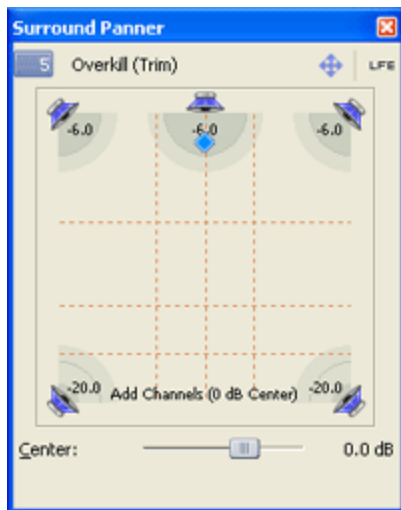 Surround Panner
5 Overkill (Trim) LFE
-6.0 -6.0 -6.0
-20.0 Add Channels (0 dB Center) -20.0
Center: 0.0 dB